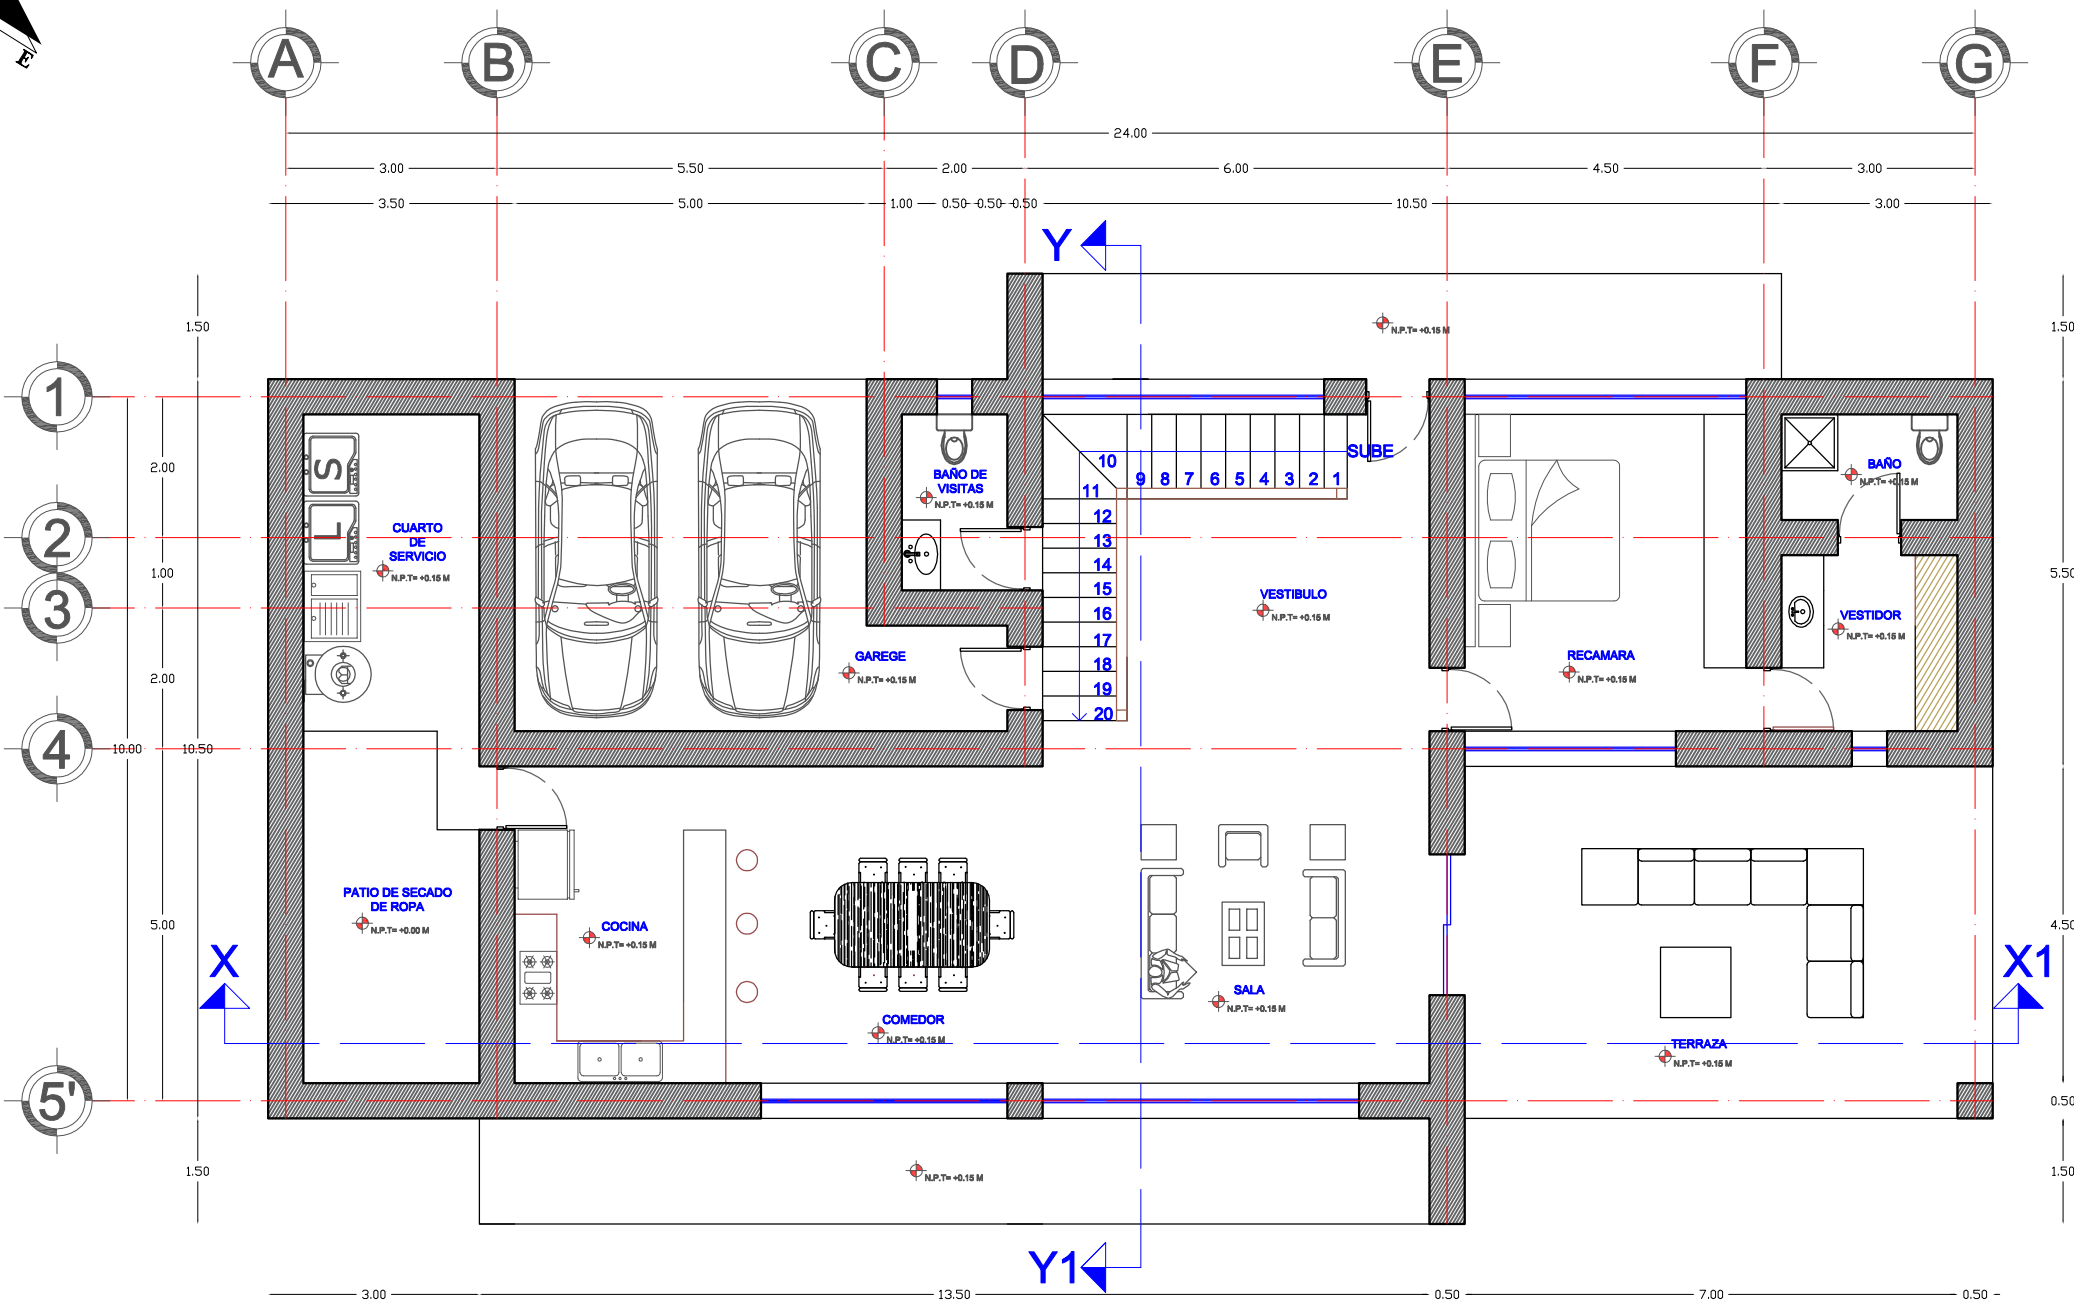 E
A B C D E F G
24.00
3.00 5.50 2.00 6.00 4.50 3.00
3.50 5.00 1.00 0.50 0.50 0.50 10.50 3.00
Y
1.50 1.50
N.P.T= +0.15 M
1
SUBE
10 9 8 7 6 5 4 3 2 1
2.00
S
BAÑO DE
VISITAS
N.P.T= +0.15 M
BAÑO
N.P.T= +0.15 M
11
12
2
L
CUARTO
DE
SERVICIO
N.P.T= +0.15 M
13
14
1.00 5.50
15
3
VESTIBULO
N.P.T= +0.15 M
16
VESTIDOR
N.P.T= +0.15 M
17
GAREGE
N.P.T= +0.15 M
RECAMARA
N.P.T= +0.15 M
18
2.00
19
20
4
10.00 10.50
PATIO DE SECADO
DE ROPA
N.P.T= +0.00 M
5.00 4.50
COCINA
N.P.T= +0.15 M
X X1
SALA
N.P.T= +0.15 M
COMEDOR
N.P.T= +0.15 M
TERRAZA
N.P.T= +0.15 M
5'
0.50
1.50 1.50
N.P.T= +0.15 M
Y1
3.00 13.50 0.50 7.00 0.50